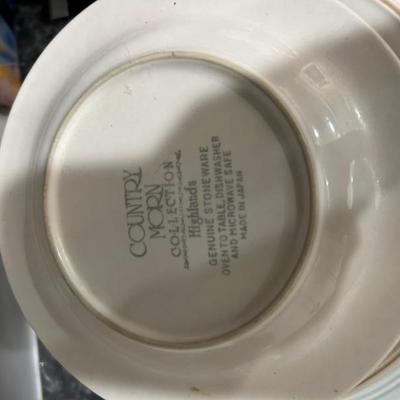 COUNTRY
MORN
COLLECTION
Highlands
GENUINE STONEWARE
OVEN TO TABLE, DISHWASHER
AND MICROWAVE SAFE
MADE IN JAPAN